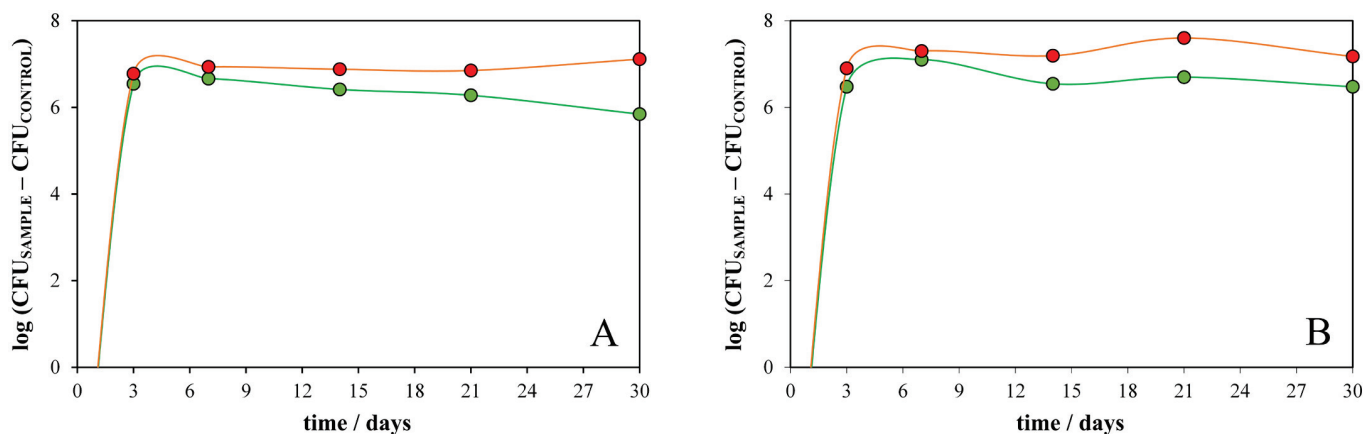 log (CFUSAMPLE – CFUCONTROL)
8
6
4
2
0
0 3 6 9 12 15 18 21 24 27 30
time / days
A
log (CFUSAMPLE – CFUCONTROL)
8
6
4
2
0
0 3 6 9 12 15 18 21 24 27 30
time / days
B